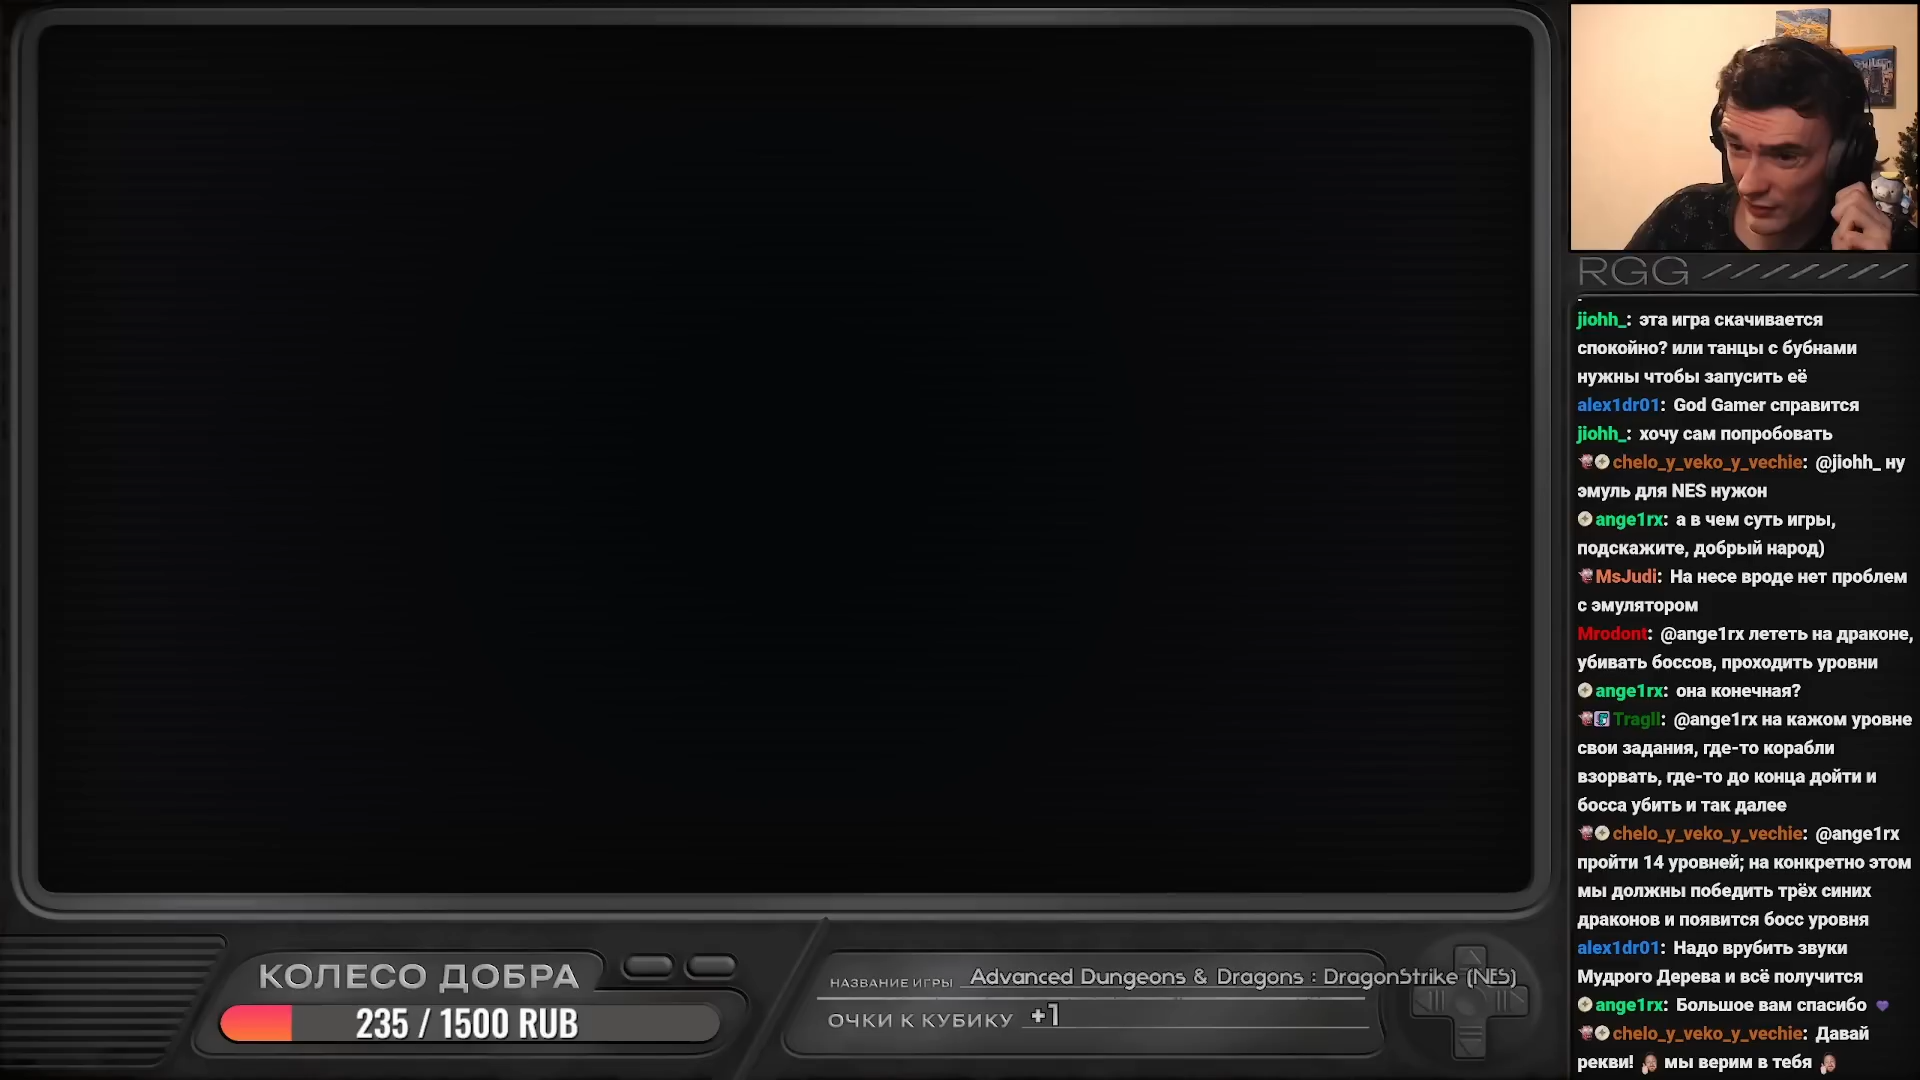 RGG
jiohh_: эта игра скачивается
спокойно? или танцы с бубнами
нужны чтобы запусить её
alex1dr01: God Gamer справится
jiohh_: хочу сам попробовать
chelo_y_veko_y_vechie: @jiohh_ ну
эмуль для NES нужон
ange1rx: а в чем суть игры,
подскажите, добрый народ)
MsJudi: На несе вроде нет проблем
с эмулятором
Mrodont: @ange1rx лететь на драконе,
убивать боссов, проходить уровни
ange1rx: она конечная?
Tragll: @ange1rx на кажом уровне
свои задания, где-то корабли
взорвать, где-то до конца дойти и
босса убить и так далее
chelo_y_veko_y_vechie: @ange1rx
пройти 14 уровней; на конкретно этом
мы должны победить трёх синих
драконов и появится босс уровня
alex1dr01: Надо врубить звуки
Мудрого Дерева и всё получится
ange1rx: Большое вам спасибо 💜
chelo_y_veko_y_vechie: Давай
рекви! мы верим в тебя
КОЛЕСО ДОБРА
235 / 1500 RUB
НАЗВАНИЕ ИГРЫ Advanced Dungeons & Dragons : DragonStrike (NES)
ОЧКИ К КУБИКУ +1